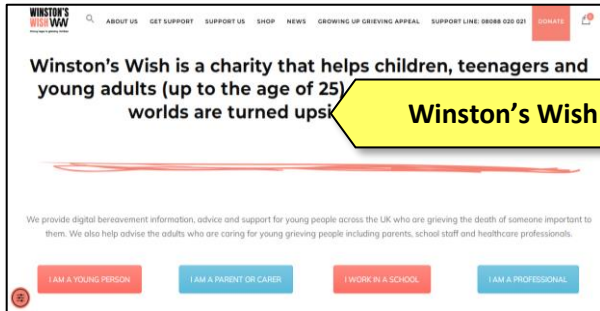 WINSTON'S
WISH WW
ABOUT US GET SUPPORT SUPPORT US SHOP NEWS GROWING UP GRIEVING APPEAL SUPPORT LINE: 08088 020 021 DONATE 0
Winston's Wish is a charity that helps children, teenagers and
young adults (up to the age of 25)
worlds are turned upsi
Winston's Wish
We provide digital bereavement information, advice and support for young people across the UK who are grieving the death of someone important to
them. We also help advise the adults who are caring for young grieving people including parents, school staff and healthcare professionals.
I AM A YOUNG PERSON I AM A PARENT OR CARER I WORK IN A SCHOOL I AM A PROFESSIONAL